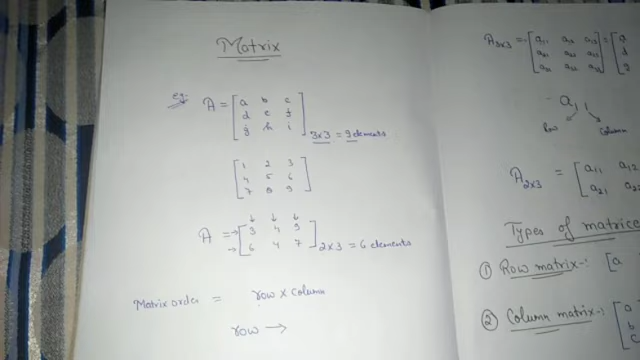 Matrix
eg:-
A = [ a b c
d e f
g h i ] 3x3 = 9 elements
[ 1 2 3
4 5 6
7 8 9 ]
↓ ↓ ↓
A = → [ 3 4 9
→ 6 4 7 ] 2x3 = 6 elements
Matrix order = row x Column
row →
A3x3 = [ a11 a12 a13 ] = [ a
a21 a22 a23 d
a31 a32 a33 g
a11
Row Column
A2x3 = [ a11 a12
a21 a22
Types of matrice
① Row matrix-: [ a
② Column matrix-: [ a
b
c